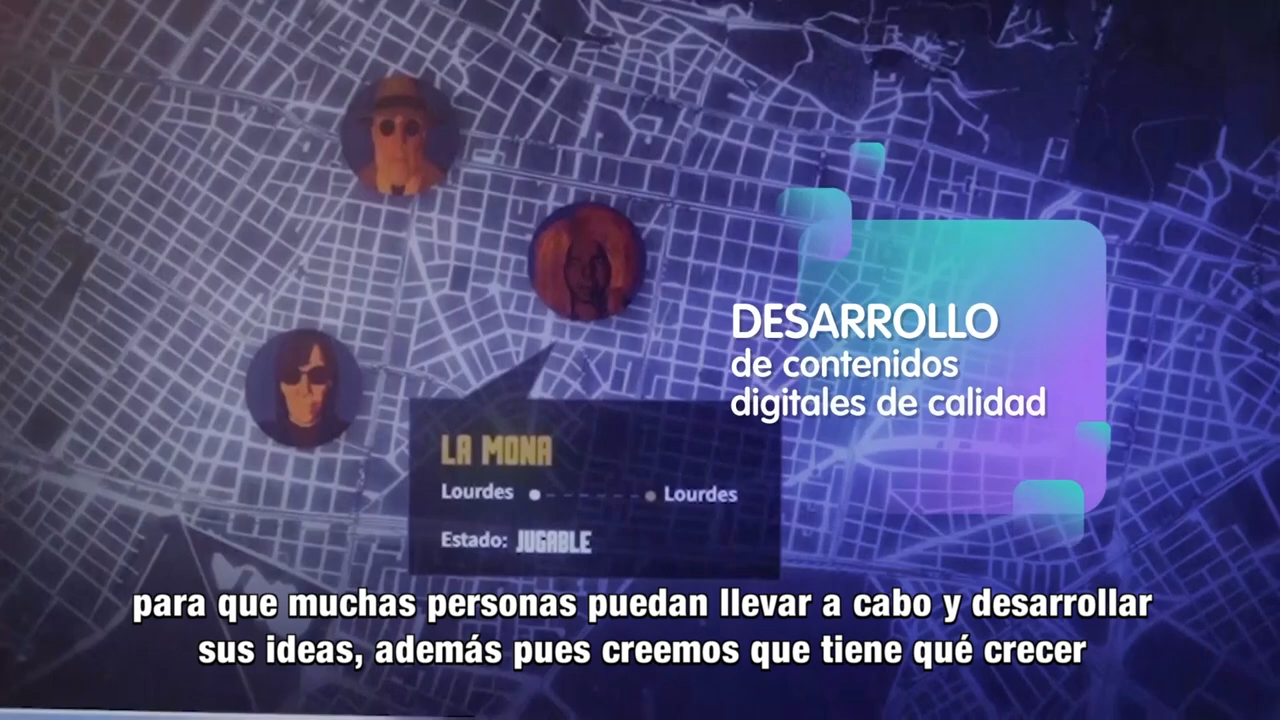 DESARROLLO
de contenidos
digitales de calidad
LA MONA
Lourdes Lourdes
Estado: JUGABLE
para que muchas personas puedan llevar a cabo y desarrollar
sus ideas, además pues creemos que tiene qué crecer